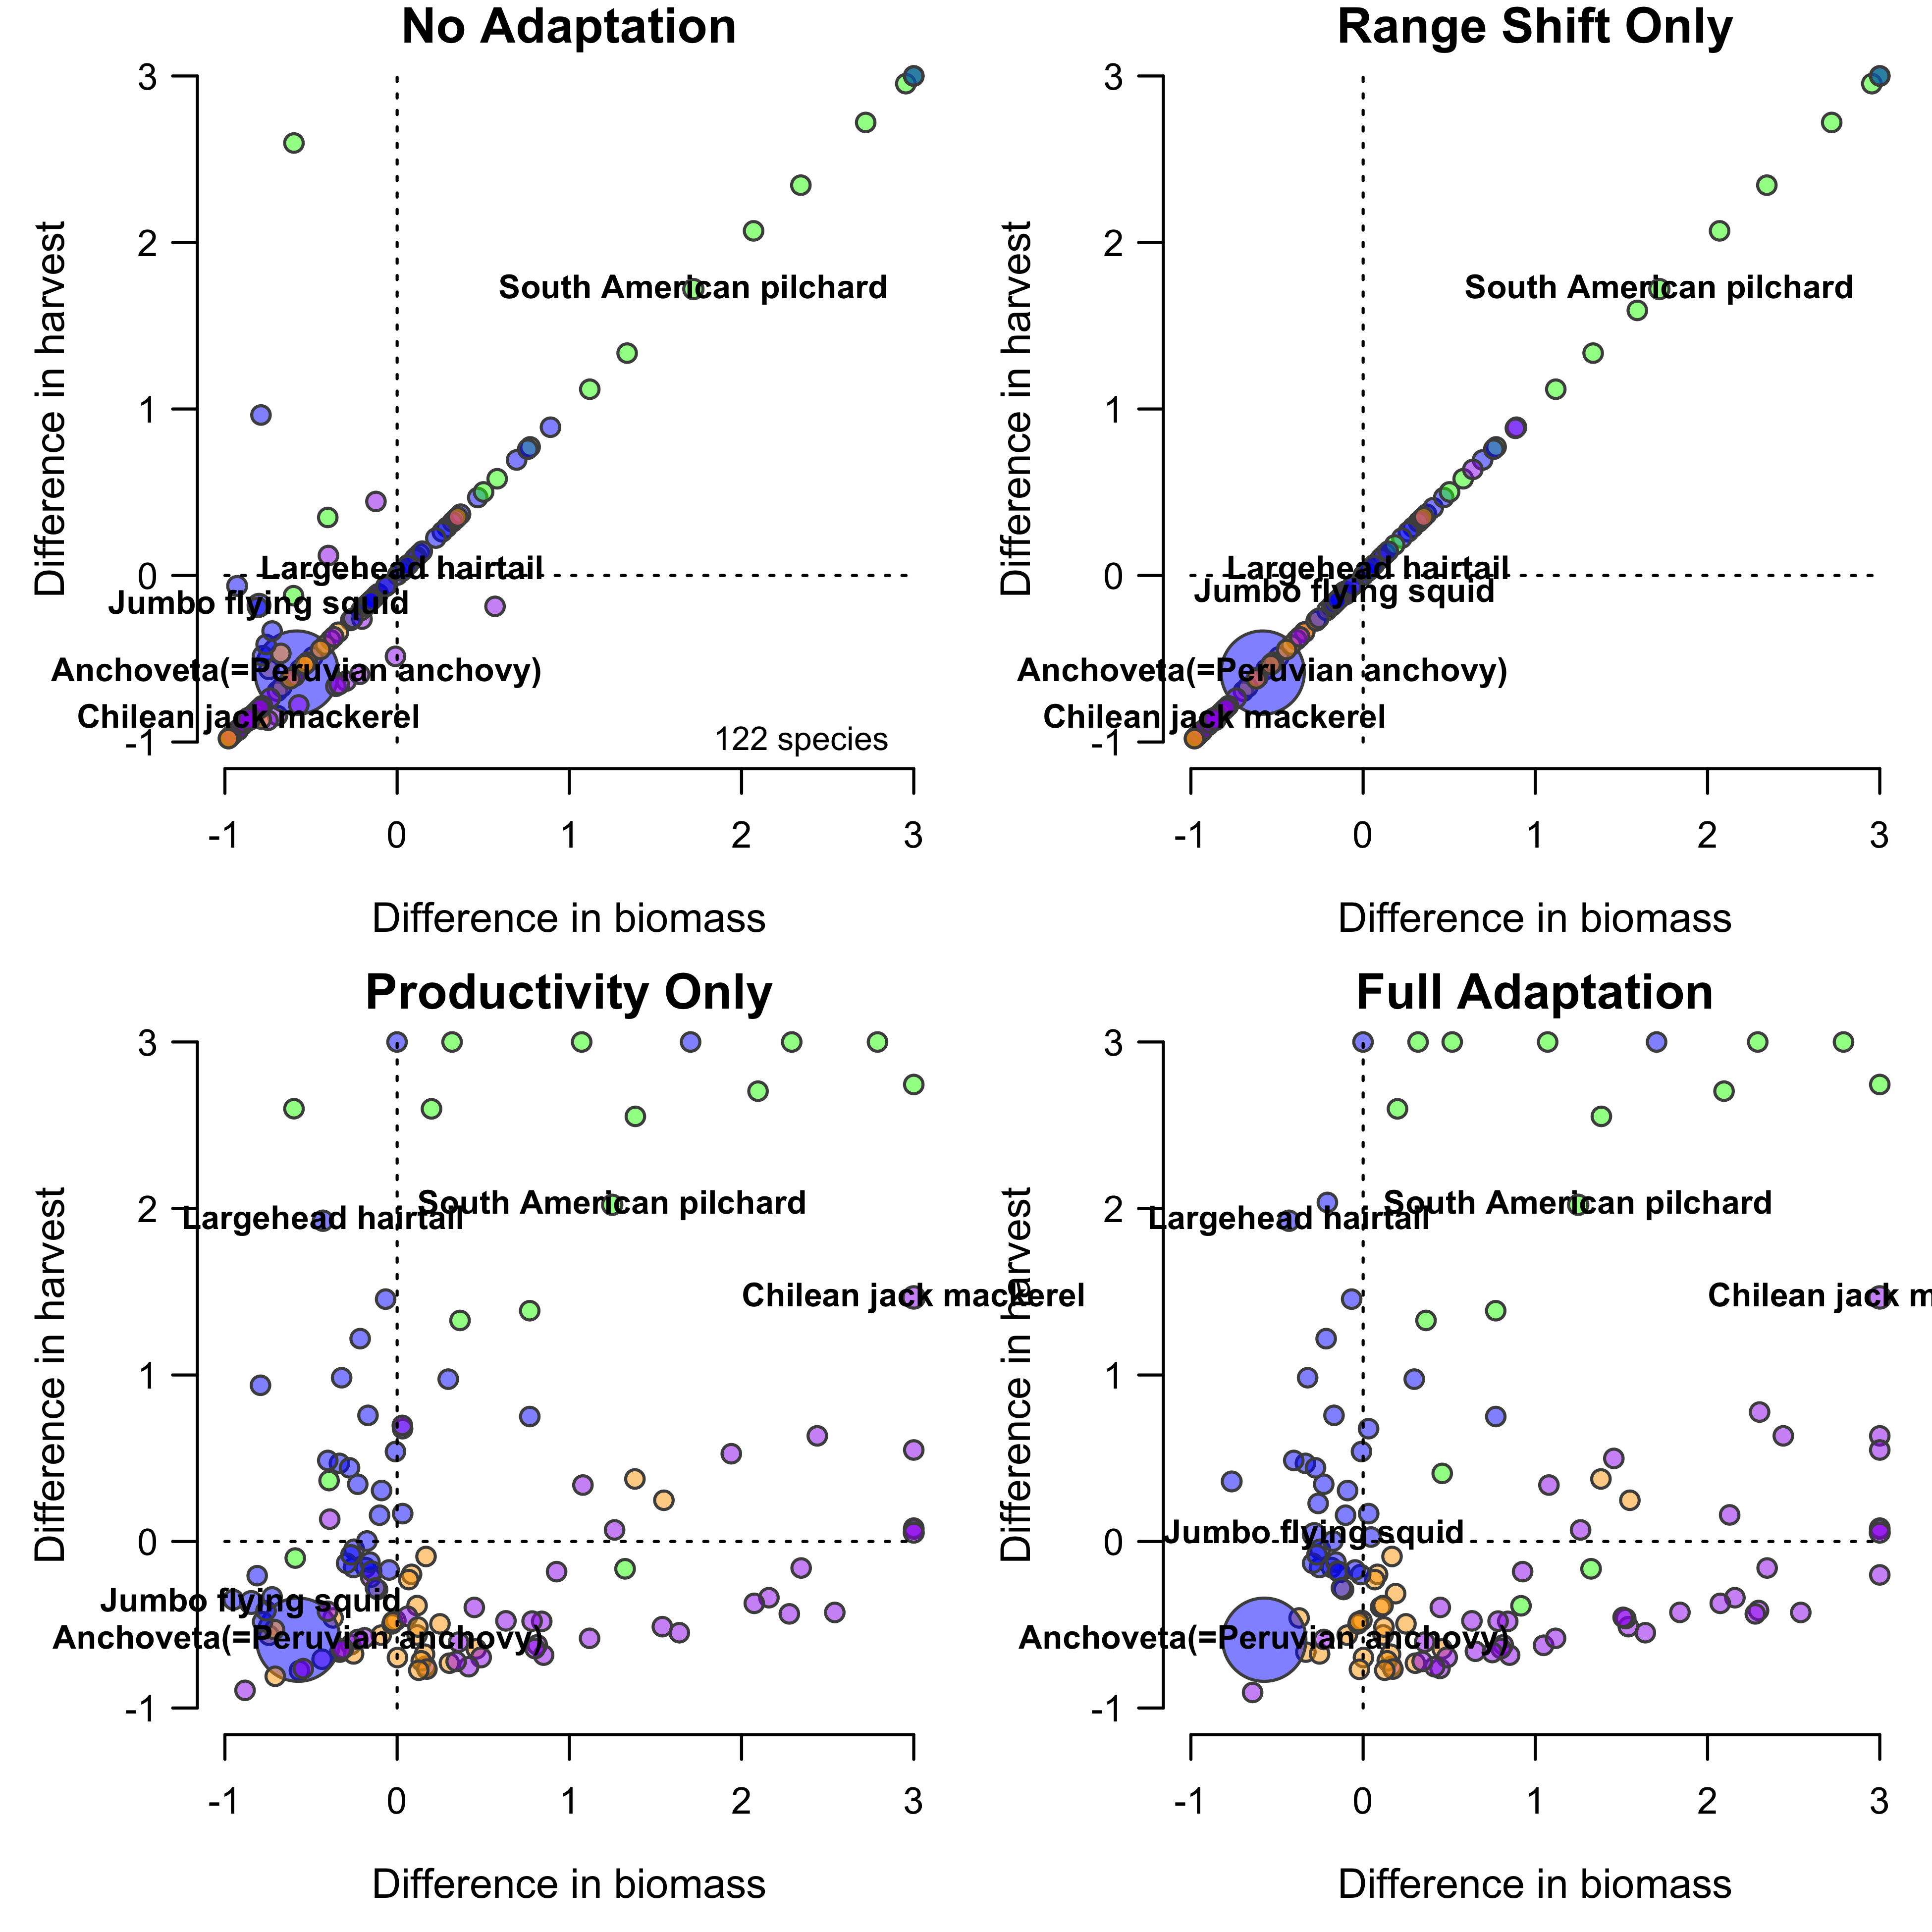 No Adaptation
Difference in harvest
3
2
1
0
-1
South American pilchard
Largehead hairtail
Jumbo flying squid
Anchoveta(=Peruvian anchovy)
Chilean jack mackerel
122 species
-1 0 1 2 3
Difference in biomass
Range Shift Only
Difference in harvest
3
2
1
0
-1
South American pilchard
Largehead hairtail
Jumbo flying squid
Anchoveta(=Peruvian anchovy)
Chilean jack mackerel
-1 0 1 2 3
Difference in biomass
Productivity Only
Difference in harvest
3
2
1
0
-1
South American pilchard
Largehead hairtail
Chilean jack mackerel
Jumbo flying squid
Anchoveta(=Peruvian anchovy)
-1 0 1 2 3
Difference in biomass
Full Adaptation
Difference in harvest
3
2
1
0
-1
South American pilchard
Largehead hairtail
Chilean jack m
Jumbo flying squid
Anchoveta(=Peruvian anchovy)
-1 0 1 2 3
Difference in biomass